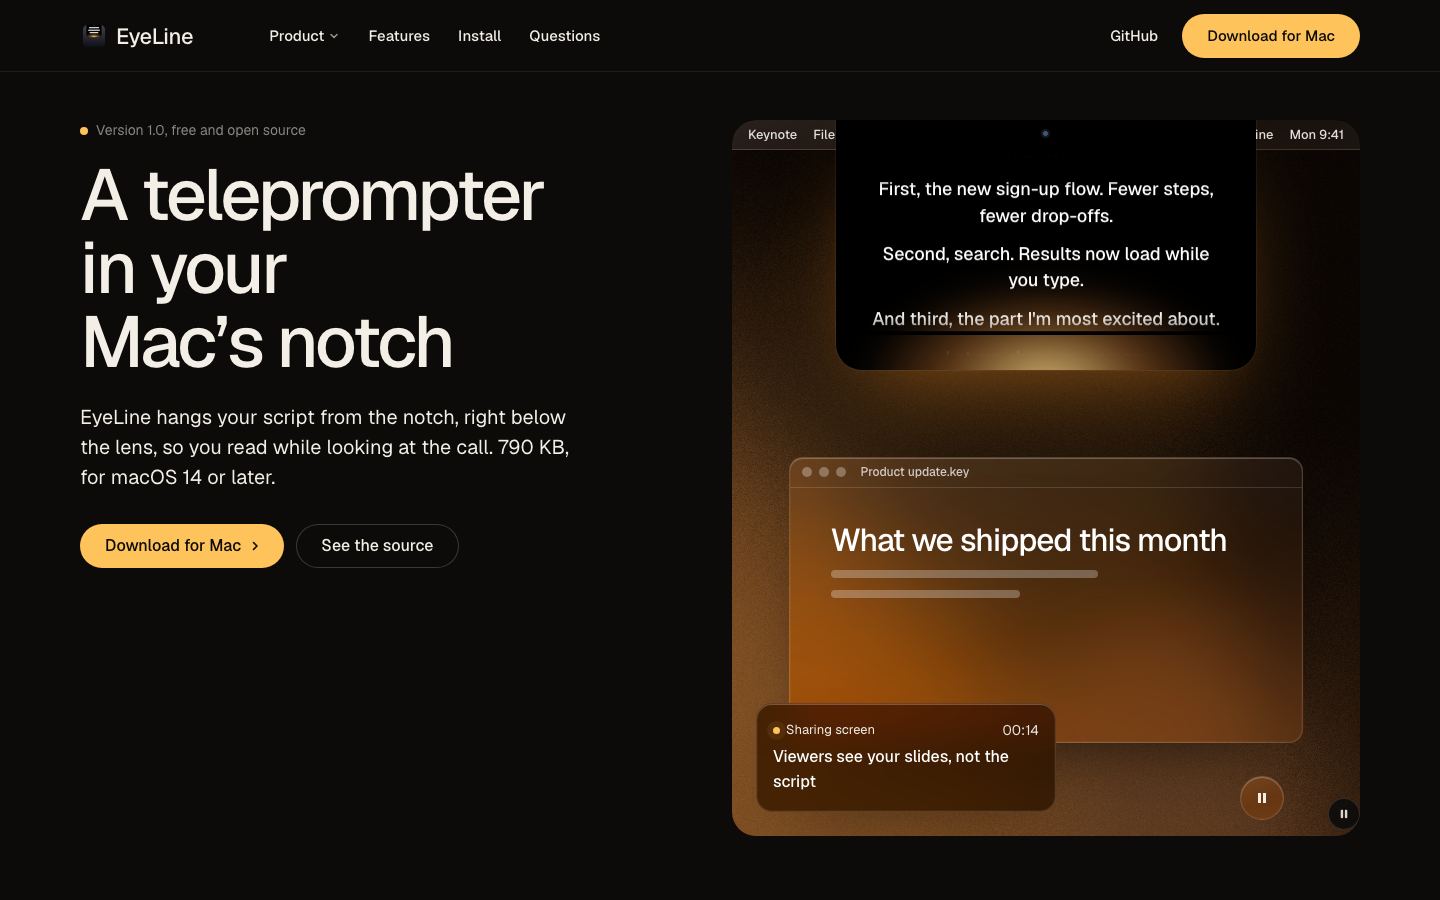 EyeLine
Product
Features
Install
Questions
GitHub
Download for Mac
Version 1.0, free and open source
A teleprompter
in your
Mac’s notch
EyeLine hangs your script from the notch, right below
the lens, so you read while looking at the call. 790 KB,
for macOS 14 or later.
Download for Mac
See the source
Keynote
File
ine
Mon 9:41
First, the new sign-up flow. Fewer steps,
fewer drop-offs.
Second, search. Results now load while
you type.
And third, the part I'm most excited about.
Product update.key
What we shipped this month
Sharing screen
00:14
Viewers see your slides, not the
script